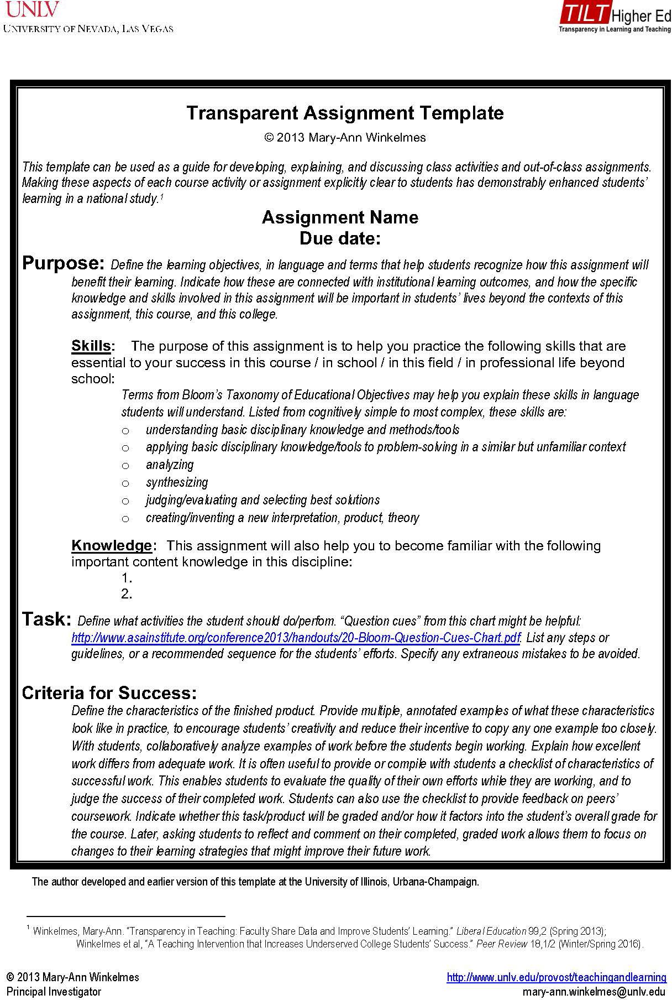 UNLV
UNIVERSITY OF NEVADA, LAS VEGAS
TILT Higher Ed
Transparency in Learning and Teaching
Transparent Assignment Template
© 2013 Mary-Ann Winkelmes
This template can be used as a guide for developing, explaining, and discussing class activities and out-of-class assignments.
Making these aspects of each course activity or assignment explicitly clear to students has demonstrably enhanced students’
learning in a national study.1
Assignment Name
Due date:
Purpose: Define the learning objectives, in language and terms that help students recognize how this assignment will
benefit their learning. Indicate how these are connected with institutional learning outcomes, and how the specific
knowledge and skills involved in this assignment will be important in students’ lives beyond the contexts of this
assignment, this course, and this college.
Skills: The purpose of this assignment is to help you practice the following skills that are
essential to your success in this course / in school / in this field / in professional life beyond
school:
Terms from Bloom’s Taxonomy of Educational Objectives may help you explain these skills in language
students will understand. Listed from cognitively simple to most complex, these skills are:
o understanding basic disciplinary knowledge and methods/tools
o applying basic disciplinary knowledge/tools to problem-solving in a similar but unfamiliar context
o analyzing
o synthesizing
o judging/evaluating and selecting best solutions
o creating/inventing a new interpretation, product, theory
Knowledge: This assignment will also help you to become familiar with the following
important content knowledge in this discipline:
1.
2.
Task: Define what activities the student should do/perfom. “Question cues” from this chart might be helpful:
http://www.asainstitute.org/conference2013/handouts/20-Bloom-Question-Cues-Chart.pdf. List any steps or
guidelines, or a recommended sequence for the students’ efforts. Specify any extraneous mistakes to be avoided.
Criteria for Success:
Define the characteristics of the finished product. Provide multiple, annotated examples of what these characteristics
look like in practice, to encourage students’ creativity and reduce their incentive to copy any one example too closely.
With students, collaboratively analyze examples of work before the students begin working. Explain how excellent
work differs from adequate work. It is often useful to provide or compile with students a checklist of characteristics of
successful work. This enables students to evaluate the quality of their own efforts while they are working, and to
judge the success of their completed work. Students can also use the checklist to provide feedback on peers’
coursework. Indicate whether this task/product will be graded and/or how it factors into the student’s overall grade for
the course. Later, asking students to reflect and comment on their completed, graded work allows them to focus on
changes to their learning strategies that might improve their future work.
The author developed and earlier version of this template at the University of Illinois, Urbana-Champaign.
1 Winkelmes, Mary-Ann. “Transparency in Teaching: Faculty Share Data and Improve Students’ Learning.” Liberal Education 99,2 (Spring 2013);
Winkelmes et al, “A Teaching Intervention that Increases Underserved College Students’ Success.” Peer Review 18,1/2 (Winter/Spring 2016).
© 2013 Mary-Ann Winkelmes http://www.unlv.edu/provost/teachingandlearning
Principal Investigator mary-ann.winkelmes@unlv.edu